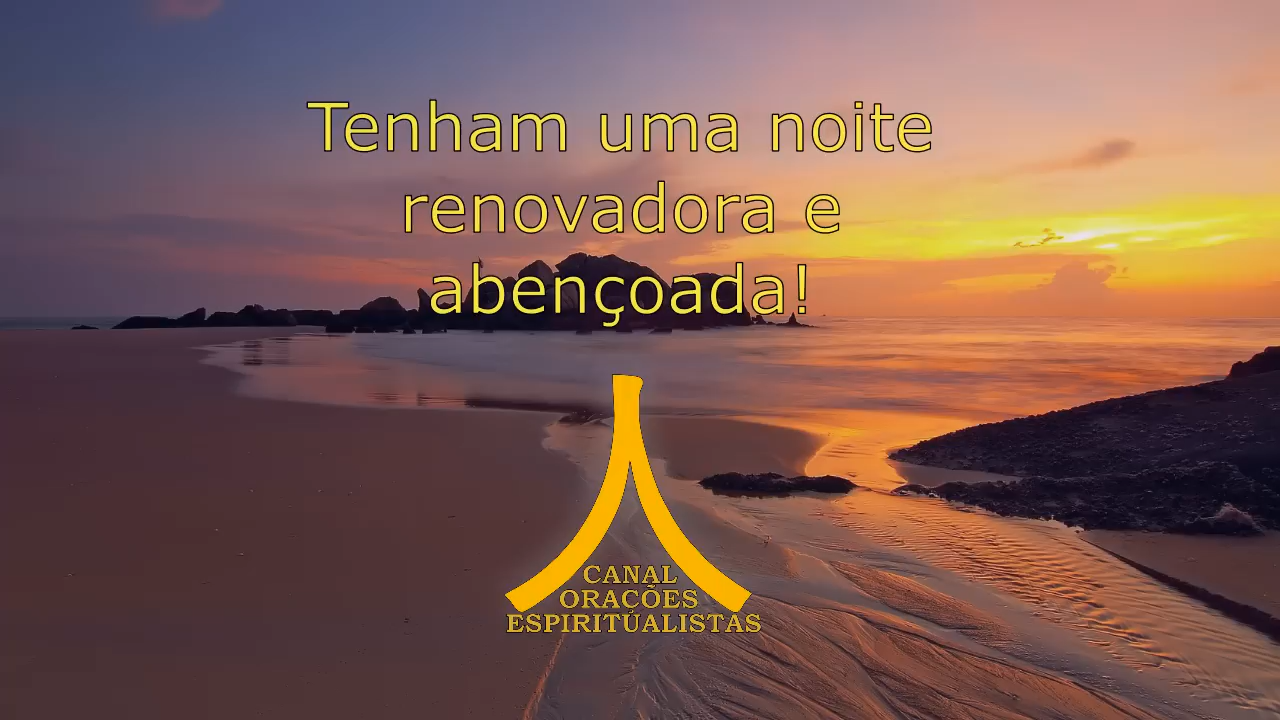 Tenham uma noite
renovadora e
abençoada!
CANAL
ORAÇÕES
ESPIRITUALISTAS